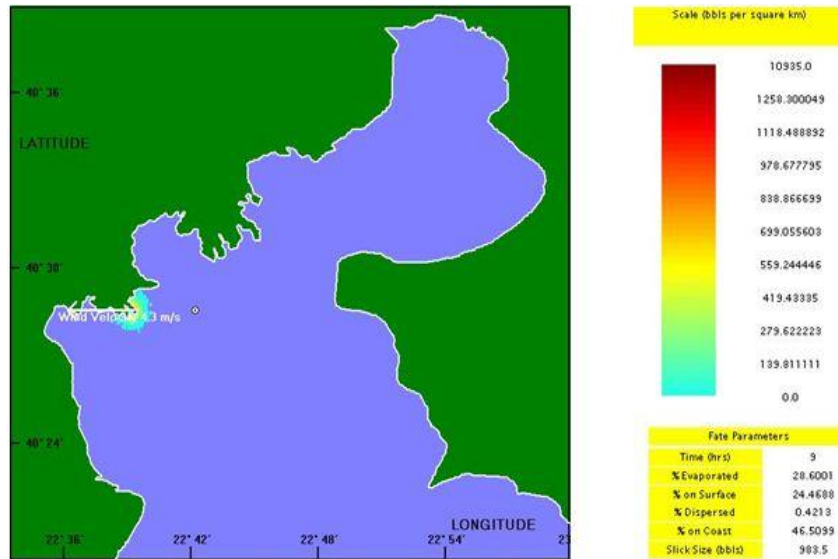 40°36'
LATITUDE
40°30'
Wind Velocity 4.3 m/s
40°24'
LONGITUDE
22°36' 22°42' 22°48' 22°54' 23
Scale (bbls per square km)
10935.0
1258.300049
1118.488892
978.677795
838.866699
699.055603
559.244446
419.43335
279.622223
139.811111
0.0
Fate Parameters
Time (hrs) 9
%Evaporated 28.6001
% on Surface 24.4688
% Dispersed 0.4213
% on Coast 46.5099
Slick Size (bbls) 983.5